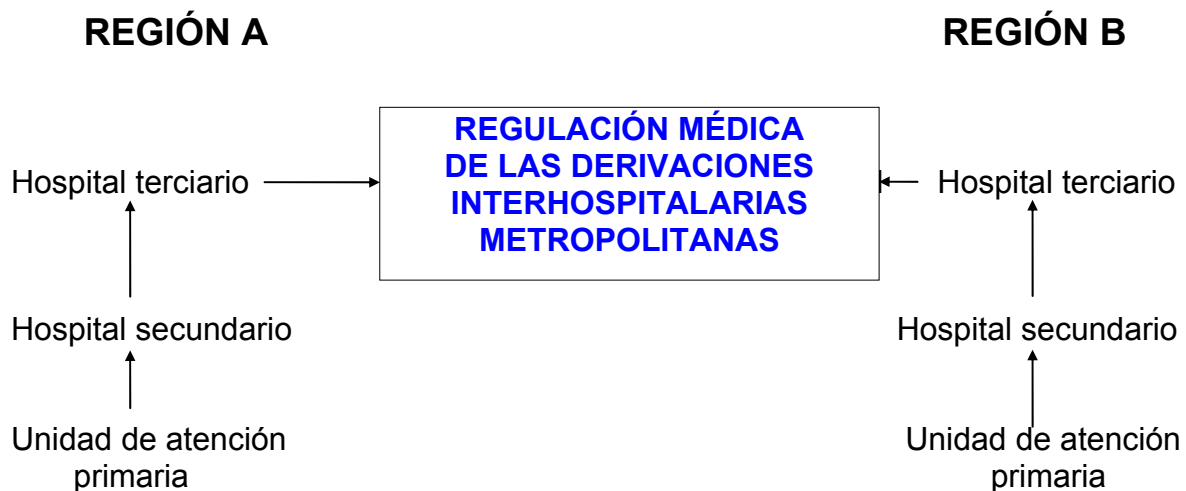 REGIÓN A
REGIÓN B
REGULACIÓN MÉDICA
DE LAS DERIVACIONES
INTERHOSPITALARIAS
METROPOLITANAS
Hospital terciario
Hospital terciario
Hospital secundario
Hospital secundario
Unidad de atención
primaria
Unidad de atención
primaria